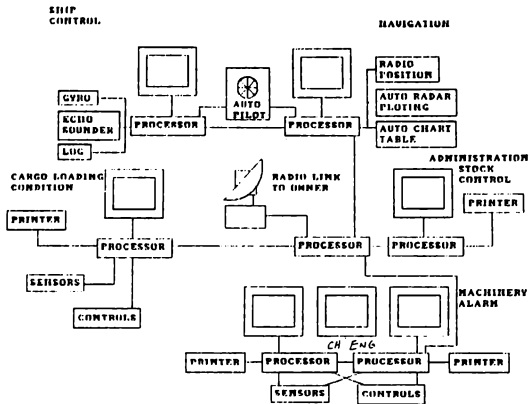 SHIP
CONTROL
NAVIGATION
RADIO
POSITION
AUTO RADAR
PLOTING
AUTO CHART
TABLE
GYRO
ECHO
SOUNDER
LOG
PROCESSOR
AUTO
PILOT
PROCESSOR
CARGO LOADING
CONDITION
RADIO LINK
TO OWNER
ADMINISTRATION
STOCK
CONTROL
PRINTER
PRINTER
PROCESSOR
PROCESSOR
PROCESSOR
SENSORS
CONTROLS
MACHINERY
ALARM
CH ENG
PRINTER
PROCESSOR
PROCESSOR
PRINTER
SENSORS
CONTROLS